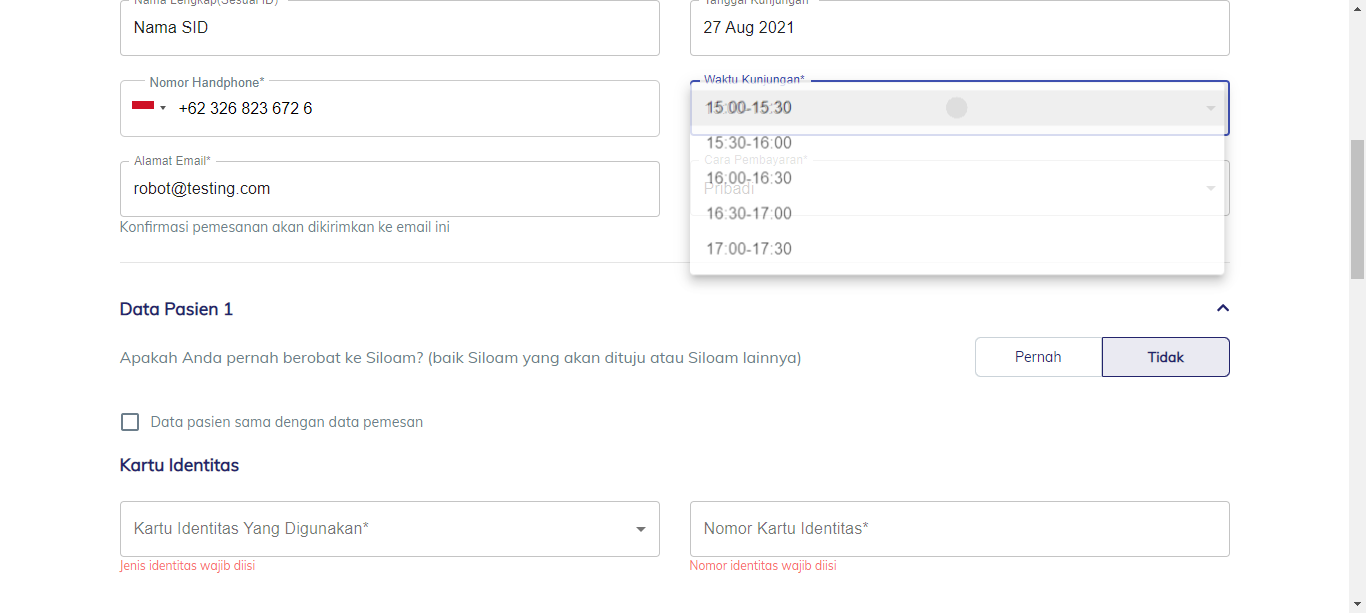 Nama Lengkap(Sesuai ID)
Nama SID
Tanggal Kunjungan
27 Aug 2021
Nomor Handphone*
+62 326 823 672 6
Waktu Kunjungan*
15:00-15:30
15:30-16:00
Cara Pembayaran*
16:00-16:30
Pribadi
16:30-17:00
17:00-17:30
Alamat Email*
robot@testing.com
Konfirmasi pemesanan akan dikirimkan ke email ini
Data Pasien 1
Apakah Anda pernah berobat ke Siloam? (baik Siloam yang akan dituju atau Siloam lainnya)
Pernah
Tidak
Data pasien sama dengan data pemesan
Kartu Identitas
Kartu Identitas Yang Digunakan*
Jenis identitas wajib diisi
Nomor Kartu Identitas*
Nomor identitas wajib diisi